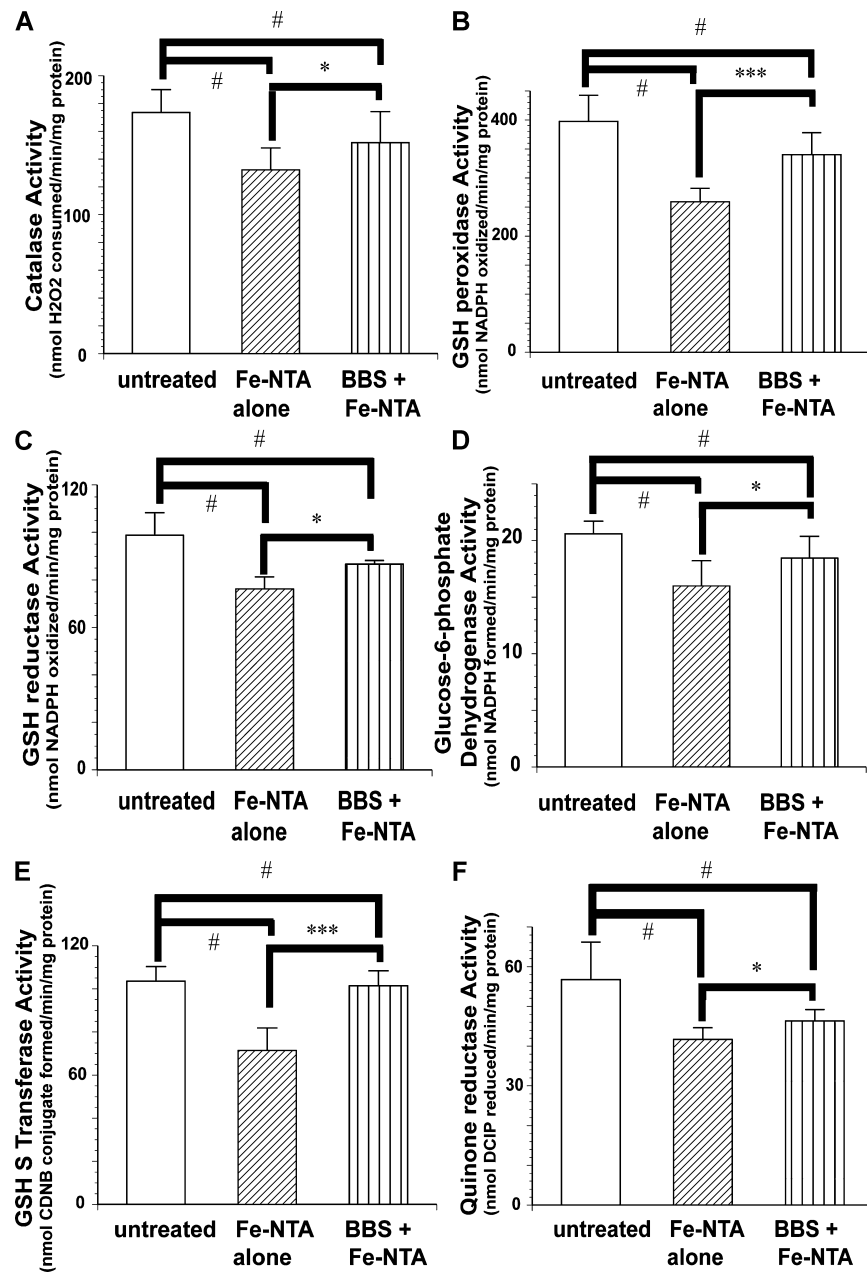 A
#
#
*
Catalase Activity
(nmol H2O2 consumed/min/mg protein)
200
100
0
untreated Fe-NTA BBS +
alone Fe-NTA
B
#
#
***
GSH peroxidase Activity
(nmol NADPH oxidized/min/mg protein)
400
200
0
untreated Fe-NTA BBS +
alone Fe-NTA
C
#
#
*
GSH reductase Activity
(nmol NADPH oxidized/min/mg protein)
120
60
0
untreated Fe-NTA BBS +
alone Fe-NTA
D
#
#
*
Glucose-6-phosphate
Dehydrogenase Activity
(nmol NADPH formed/min/mg protein)
20
10
0
untreated Fe-NTA BBS +
alone Fe-NTA
E
#
#
***
GSH S Transferase Activity
(nmol CDNB conjugate formed/min/mg protein)
120
60
0
untreated Fe-NTA BBS +
alone Fe-NTA
F
#
#
*
Quinone reductase Activity
(nmol DCIP reduced/min/mg protein)
60
30
0
untreated Fe-NTA BBS +
alone Fe-NTA